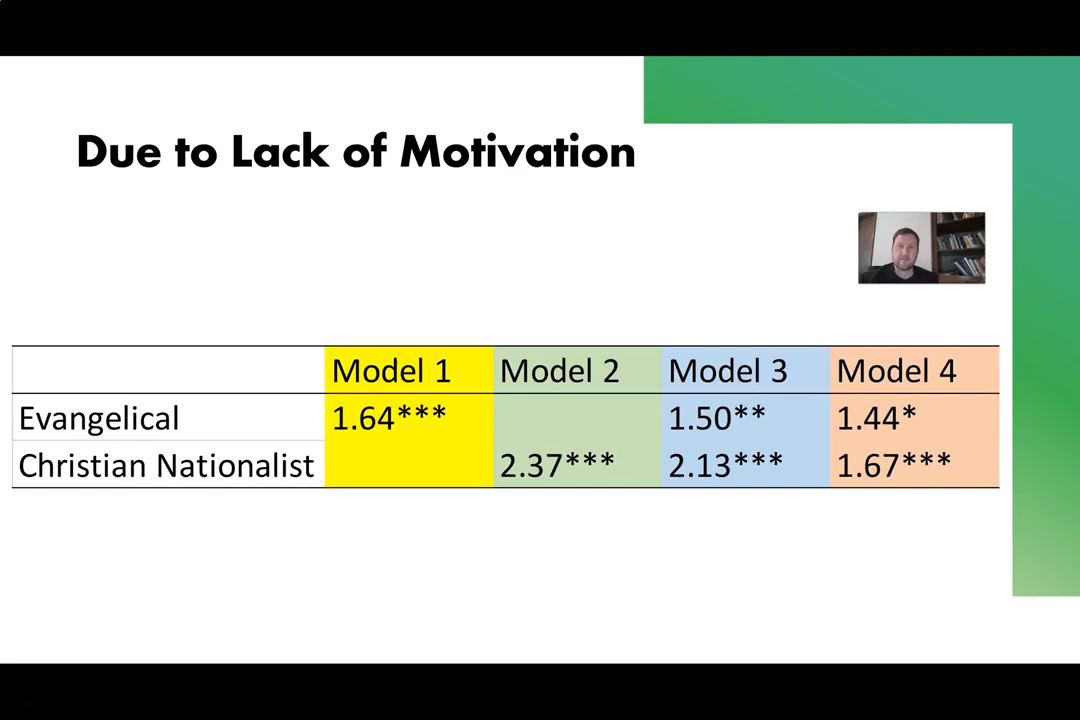 Due to Lack of Motivation
Model 1 Model 2 Model 3 Model 4
Evangelical 1.64*** 1.50** 1.44*
Christian Nationalist 2.37*** 2.13*** 1.67***